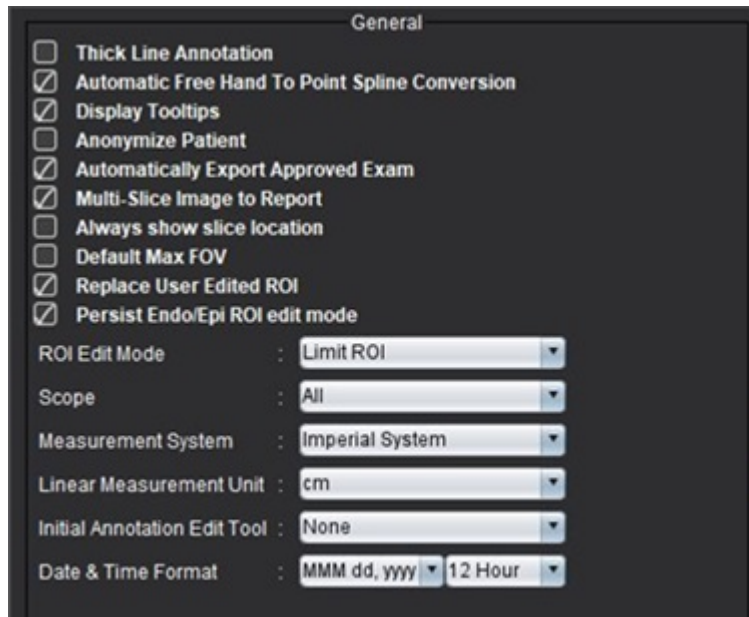 General
Thick Line Annotation
Automatic Free Hand To Point Spline Conversion
Display Tooltips
Anonymize Patient
Automatically Export Approved Exam
Multi-Slice Image to Report
Always show slice location
Default Max FOV
Replace User Edited ROI
Persist Endo/Epi ROI edit mode
ROI Edit Mode : Limit ROI
Scope : All
Measurement System : Imperial System
Linear Measurement Unit : cm
Initial Annotation Edit Tool : None
Date & Time Format : MMM dd, yyyy 12 Hour